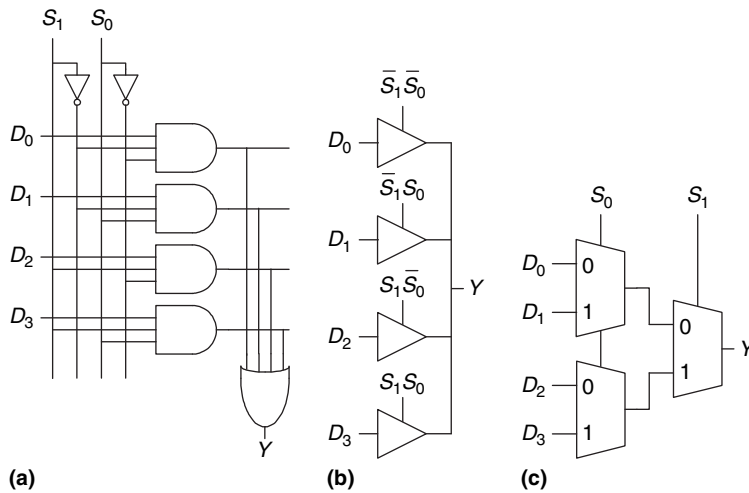 S₁ S₀
D₀
D₁
D₂
D₃
Y
(a)
S̅₁S̅₀
D₀
S̅₁S₀
D₁
S₁S̅₀
D₂
S₁S₀
D₃
Y
(b)
S₀ S₁
D₀ 0
D₁ 1
D₂ 0
D₃ 1
0
1
Y
(c)